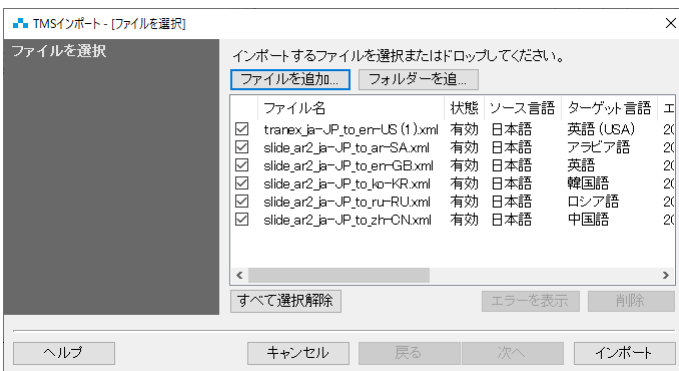 TMSインポート - [ファイルを選択]
ファイルを選択
インポートするファイルを選択またはドロップしてください。
ファイルを追加... フォルダーを追...
ファイル名 状態 ソース言語 ターゲット言語 エ
tranex_ja-JP_to_en-US (1).xml 有効 日本語 英語 (USA) 20
slide_ar2_ja-JP_to_ar-SA.xml 有効 日本語 アラビア語 20
slide_ar2_ja-JP_to_en-GB.xml 有効 日本語 英語 20
slide_ar2_ja-JP_to_ko-KR.xml 有効 日本語 韓国語 20
slide_ar2_ja-JP_to_ru-RU.xml 有効 日本語 ロシア語 20
slide_ar2_ja-JP_to_zh-CN.xml 有効 日本語 中国語 20
すべて選択解除 エラーを表示 削除
ヘルプ キャンセル 戻る 次へ インポート